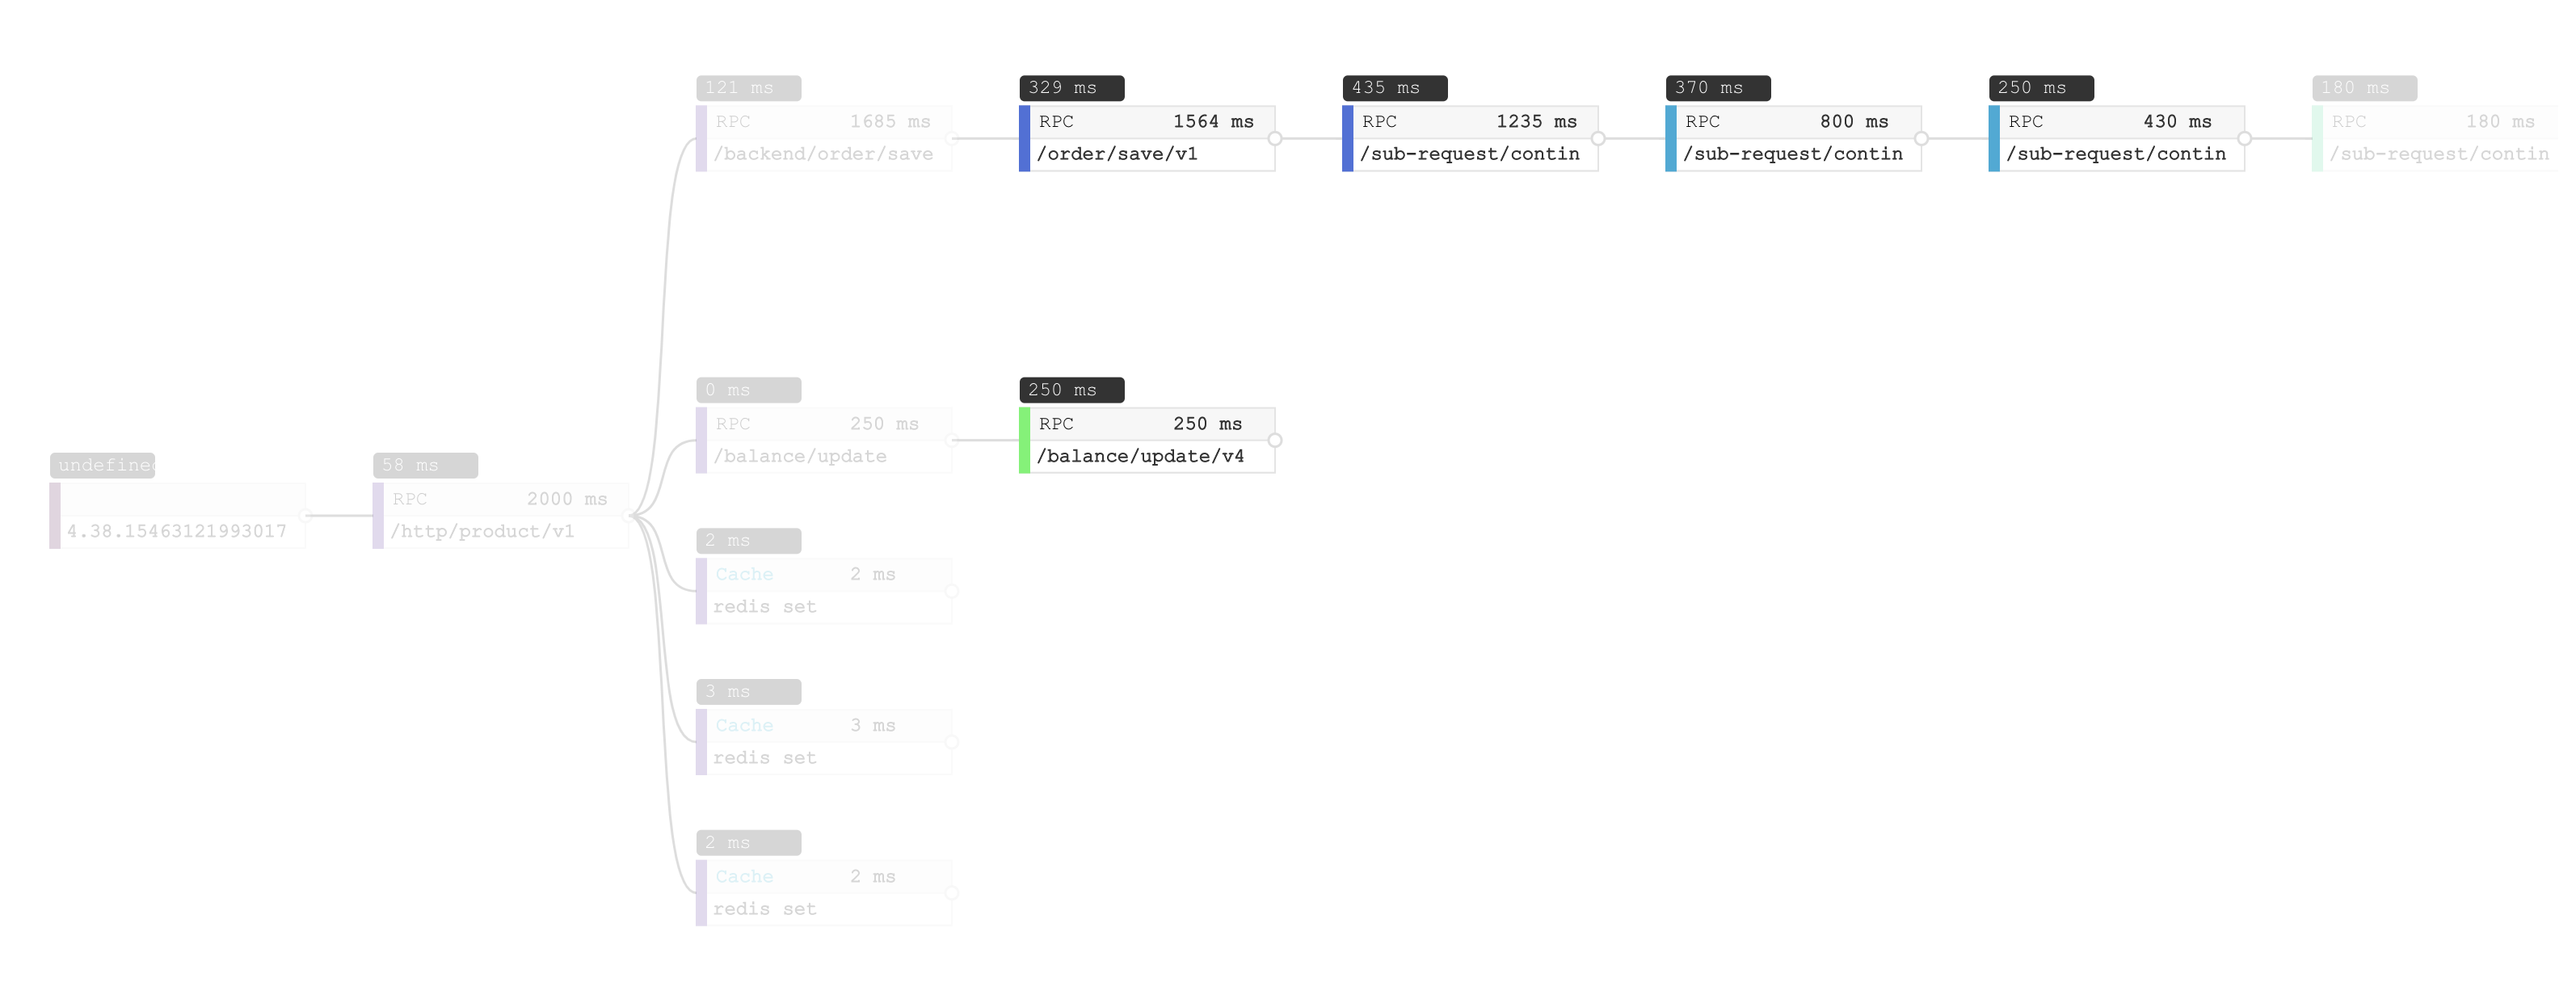 121 ms
RPC 1685 ms
/backend/order/save
329 ms
RPC 1564 ms
/order/save/v1
435 ms
RPC 1235 ms
/sub-request/contin
370 ms
RPC 800 ms
/sub-request/contin
250 ms
RPC 430 ms
/sub-request/contin
180 ms
RPC 180 ms
/sub-request/contin
0 ms
RPC 250 ms
/balance/update
250 ms
RPC 250 ms
/balance/update/v4
undefined
4.38.15463121993017
58 ms
RPC 2000 ms
/http/product/v1
2 ms
Cache 2 ms
redis set
3 ms
Cache 3 ms
redis set
2 ms
Cache 2 ms
redis set